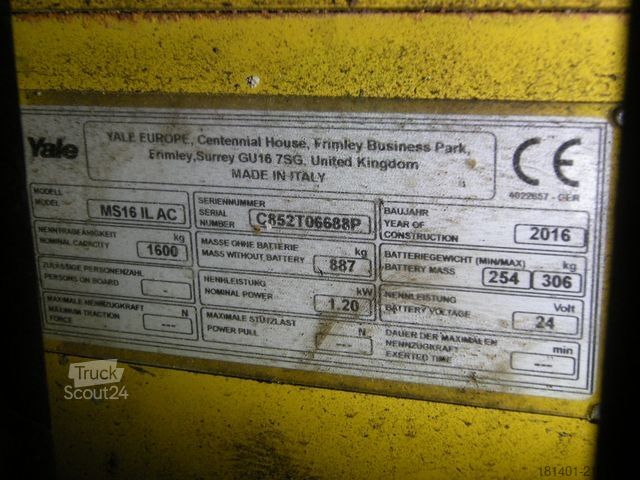 Yale
YALE EUROPE, Centennial House, Frimley Business Park,
Frimley, Surrey GU16 7SG, United Kingdom
MADE IN ITALY
CE
4022657 - GER
MODELL
MODEL
MS16 IL AC
SERIENNUMMER
SERIAL
NUMBER
C852T06688P
BAUJAHR
YEAR OF
CONSTRUCTION
2016
NENNTRAGFÄHIGKEIT
NOMINAL CAPACITY
kg
1600
MASSE OHNE BATTERIE
MASS WITHOUT BATTERY
kg
887
BATTERIEGEWICHT (MIN/MAX)
BATTERY MASS
kg
254 306
ZULÄSSIGE PERSONENZAHL
PERSONS ON BOARD
-
NENNLEISTUNG
NOMINAL POWER
kW
1.20
NENNLEISTUNG
BATTERY VOLTAGE
Volt
24
MAXIMALE NENNZUGKRAFT
MAXIMUM TRACTION
FORCE
N
---
MAXIMALE STÜTZLAST
POWER PULL
N
---
DAUER DER MAXIMALEN
NENNZUGKRAFT
EXERTED TIME
min
---
Truck
Scout24